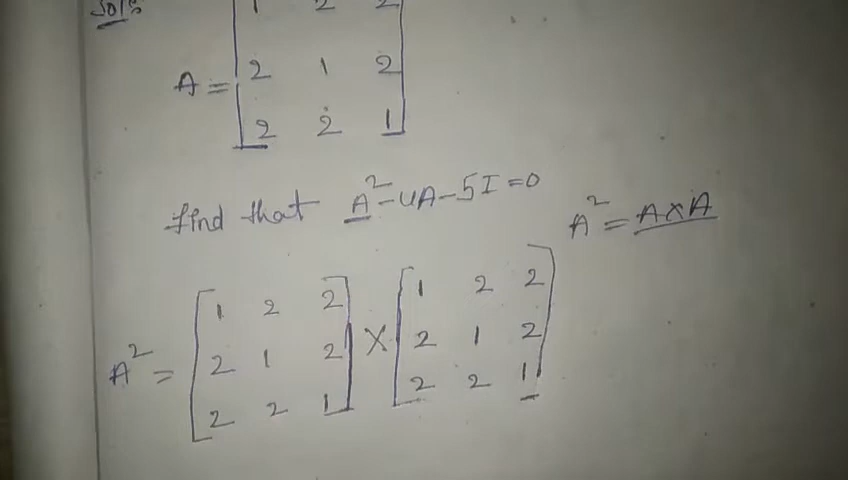 Soln:
1 2 2
A = 2 1 2
2 2 1
find that A² - 4A - 5I = 0 A² = A × A
1 2 2 1 2 2
A² = 2 1 2 × 2 1 2
2 2 1 2 2 1